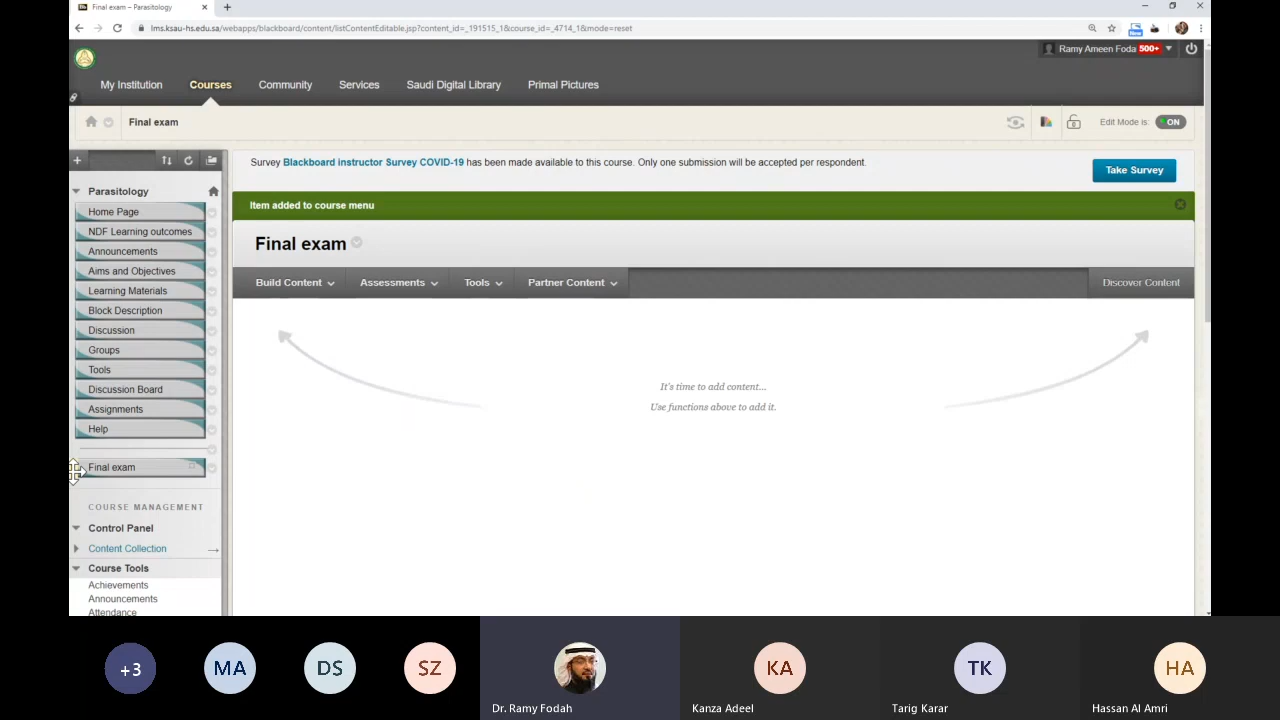 Final exam – Parasitology
lms.ksau-hs.edu.sa/webapps/blackboard/content/listContentEditable.jsp?content_id=_191515_1&course_id=_4714_1&mode=reset
New
Ramy Ameen Foda 500+
My Institution
Courses
Community
Services
Saudi Digital Library
Primal Pictures
Final exam
Edit Mode is: ON
Survey Blackboard instructor Survey COVID-19 has been made available to this course. Only one submission will be accepted per respondent.
Take Survey
Item added to course menu
Final exam
Build Content
Assessments
Tools
Partner Content
Discover Content
It's time to add content...
Use functions above to add it.
Parasitology
Home Page
NDF Learning outcomes
Announcements
Aims and Objectives
Learning Materials
Block Description
Discussion
Groups
Tools
Discussion Board
Assignments
Help
Final exam
COURSE MANAGEMENT
Control Panel
Content Collection
Course Tools
Achievements
Announcements
Attendance
+3
MA
DS
SZ
Dr. Ramy Fodah
KA
Kanza Adeel
TK
Tarig Karar
HA
Hassan Al Amri